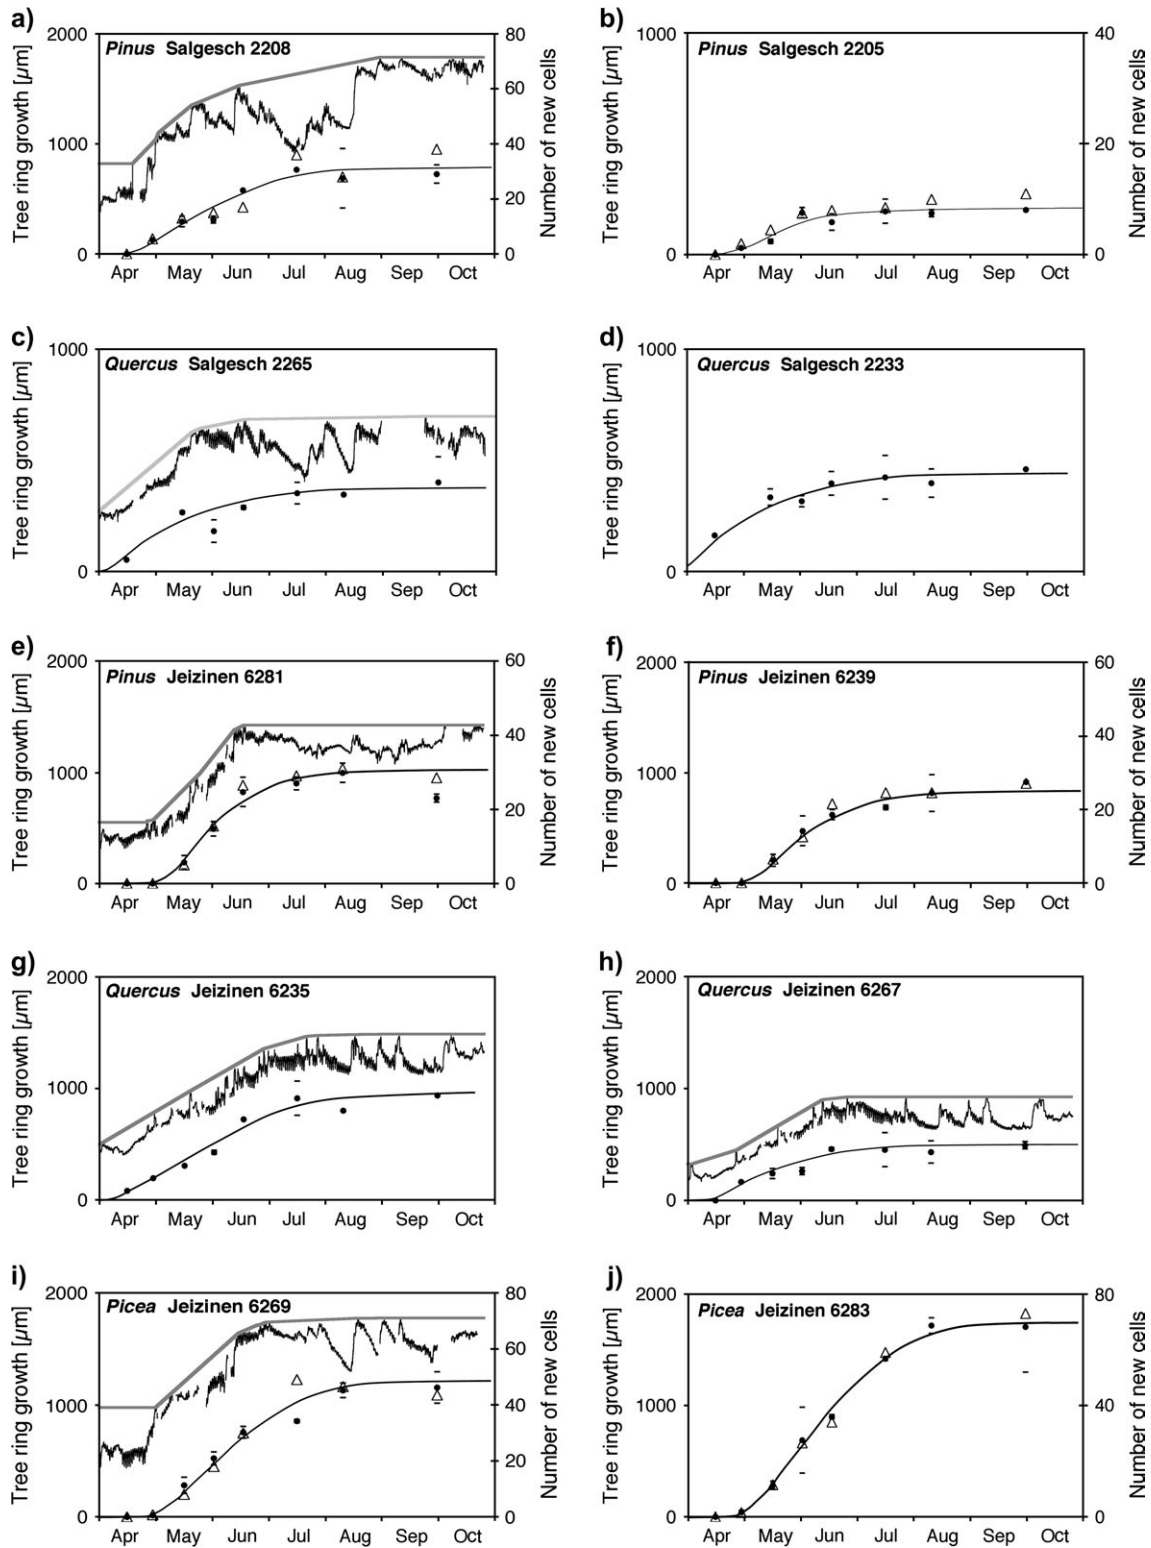 a)
Pinus Salgesch 2208
Tree ring growth [µm]
2000
1000
0
80
60
40
20
0
Number of new cells
Apr May Jun Jul Aug Sep Oct
b)
Pinus Salgesch 2205
Tree ring growth [µm]
1000
500
0
40
20
0
Number of new cells
Apr May Jun Jul Aug Sep Oct
c)
Quercus Salgesch 2265
Tree ring growth [µm]
1000
500
0
Apr May Jun Jul Aug Sep Oct
d)
Quercus Salgesch 2233
Tree ring growth [µm]
1000
500
0
Apr May Jun Jul Aug Sep Oct
e)
Pinus Jeizinen 6281
Tree ring growth [µm]
2000
1000
0
60
40
20
0
Number of new cells
Apr May Jun Jul Aug Sep Oct
f)
Pinus Jeizinen 6239
Tree ring growth [µm]
2000
1000
0
60
40
20
0
Number of new cells
Apr May Jun Jul Aug Sep Oct
g)
Quercus Jeizinen 6235
Tree ring growth [µm]
2000
1000
0
Apr May Jun Jul Aug Sep Oct
h)
Quercus Jeizinen 6267
Tree ring growth [µm]
2000
1000
0
Apr May Jun Jul Aug Sep Oct
i)
Picea Jeizinen 6269
Tree ring growth [µm]
2000
1000
0
80
60
40
20
0
Number of new cells
Apr May Jun Jul Aug Sep Oct
j)
Picea Jeizinen 6283
Tree ring growth [µm]
2000
1000
0
80
40
0
Number of new cells
Apr May Jun Jul Aug Sep Oct